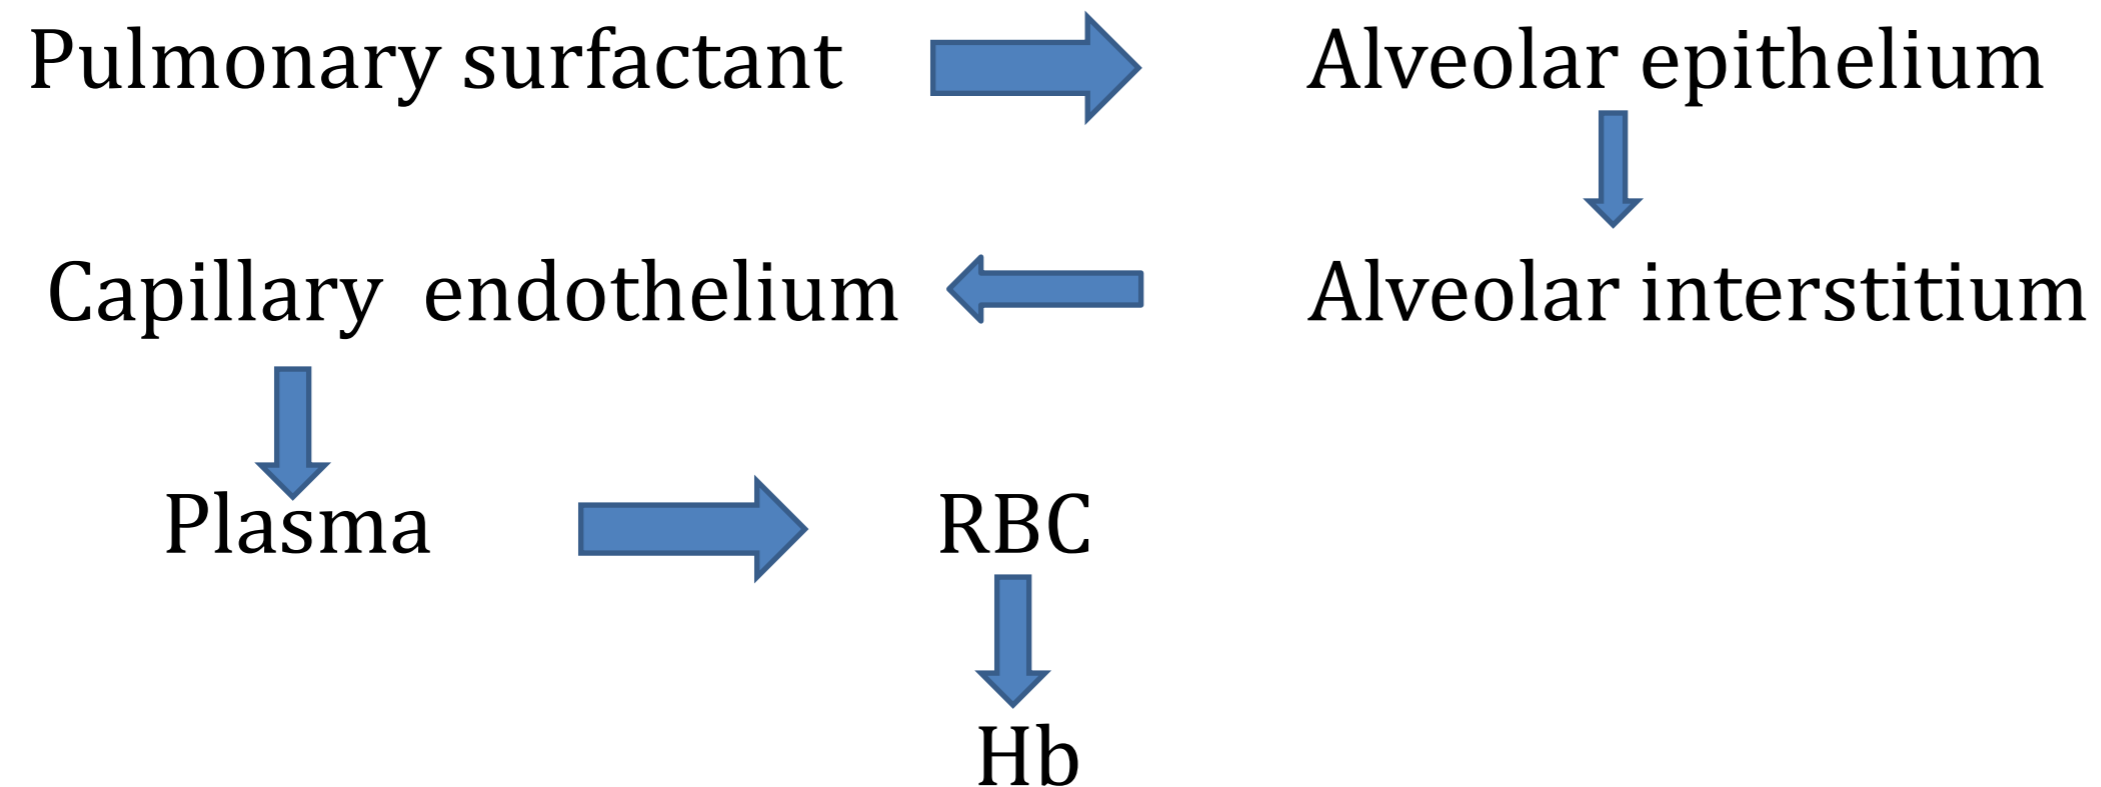 Pulmonary surfactant
Alveolar epithelium
Alveolar interstitium
Capillary endothelium
Plasma
RBC
Hb